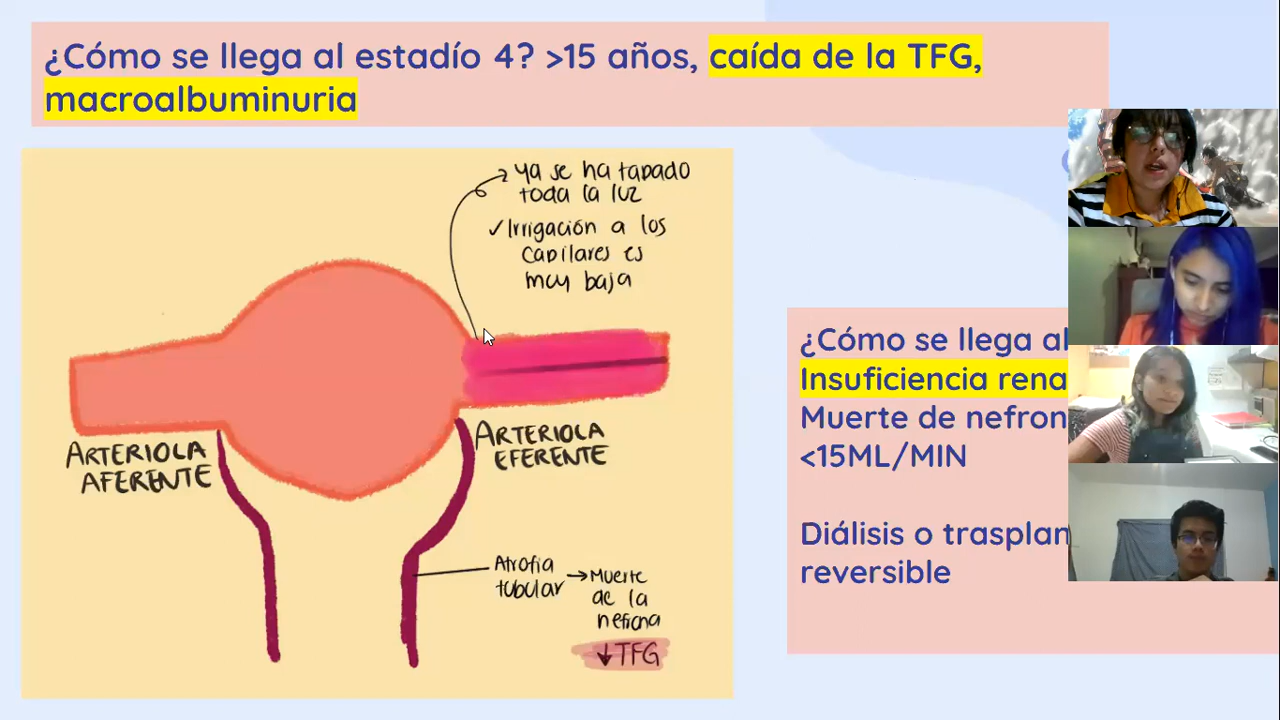 ¿Cómo se llega al estadío 4? >15 años, caída de la TFG,
macroalbuminuria
→ ya se ha tapado
toda la luz
✓Irrigación a los
capilares es
muy baja
ARTERIOLA
AFERENTE
ARTERIOLA
EFERENTE
Atrofia
tubular
→ Muerte
de la
nefrona
↓TFG
¿Cómo se llega al
Insuficiencia rena
Muerte de nefron
<15ML/MIN
Diálisis o trasplan
reversible